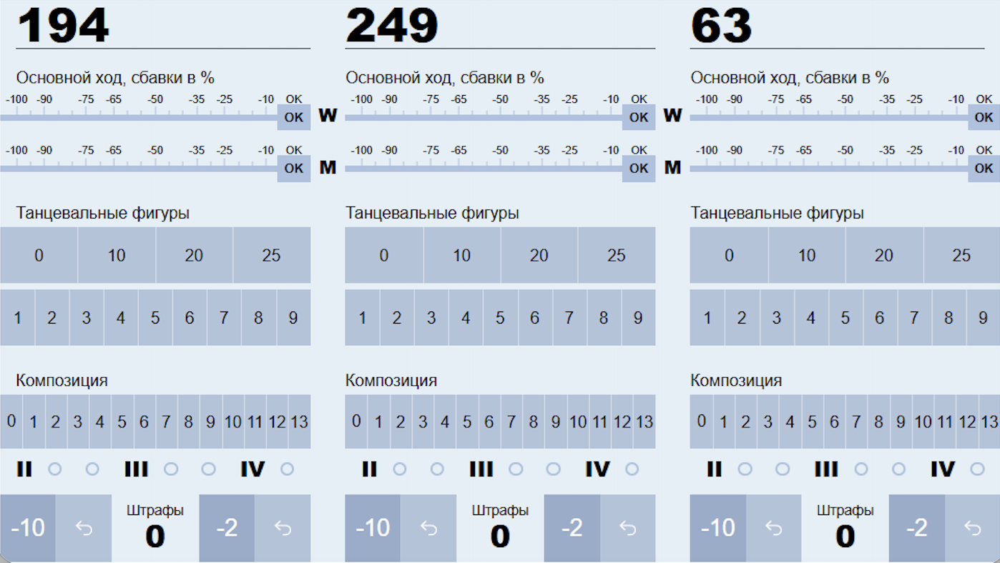 194 249 63
Основной ход, сбавки в % Основной ход, сбавки в % Основной ход, сбавки в %
-100 -90 -75 -65 -50 -35 -25 -10 OK -100 -90 -75 -65 -50 -35 -25 -10 OK -100 -90 -75 -65 -50 -35 -25 -10 OK
OK W OK W OK
-100 -90 -75 -65 -50 -35 -25 -10 OK -100 -90 -75 -65 -50 -35 -25 -10 OK -100 -90 -75 -65 -50 -35 -25 -10 OK
OK M OK M OK
Танцевальные фигуры Танцевальные фигуры Танцевальные фигуры
0 10 20 25 0 10 20 25 0 10 20 25
1 2 3 4 5 6 7 8 9 1 2 3 4 5 6 7 8 9 1 2 3 4 5 6 7 8 9
Композиция Композиция Композиция
0 1 2 3 4 5 6 7 8 9 10 11 12 13 0 1 2 3 4 5 6 7 8 9 10 11 12 13 0 1 2 3 4 5 6 7 8 9 10 11 12 13
II III IV II III IV II III IV
Штрафы Штрафы Штрафы
-10 0 -2 -10 0 -2 -10 0 -2